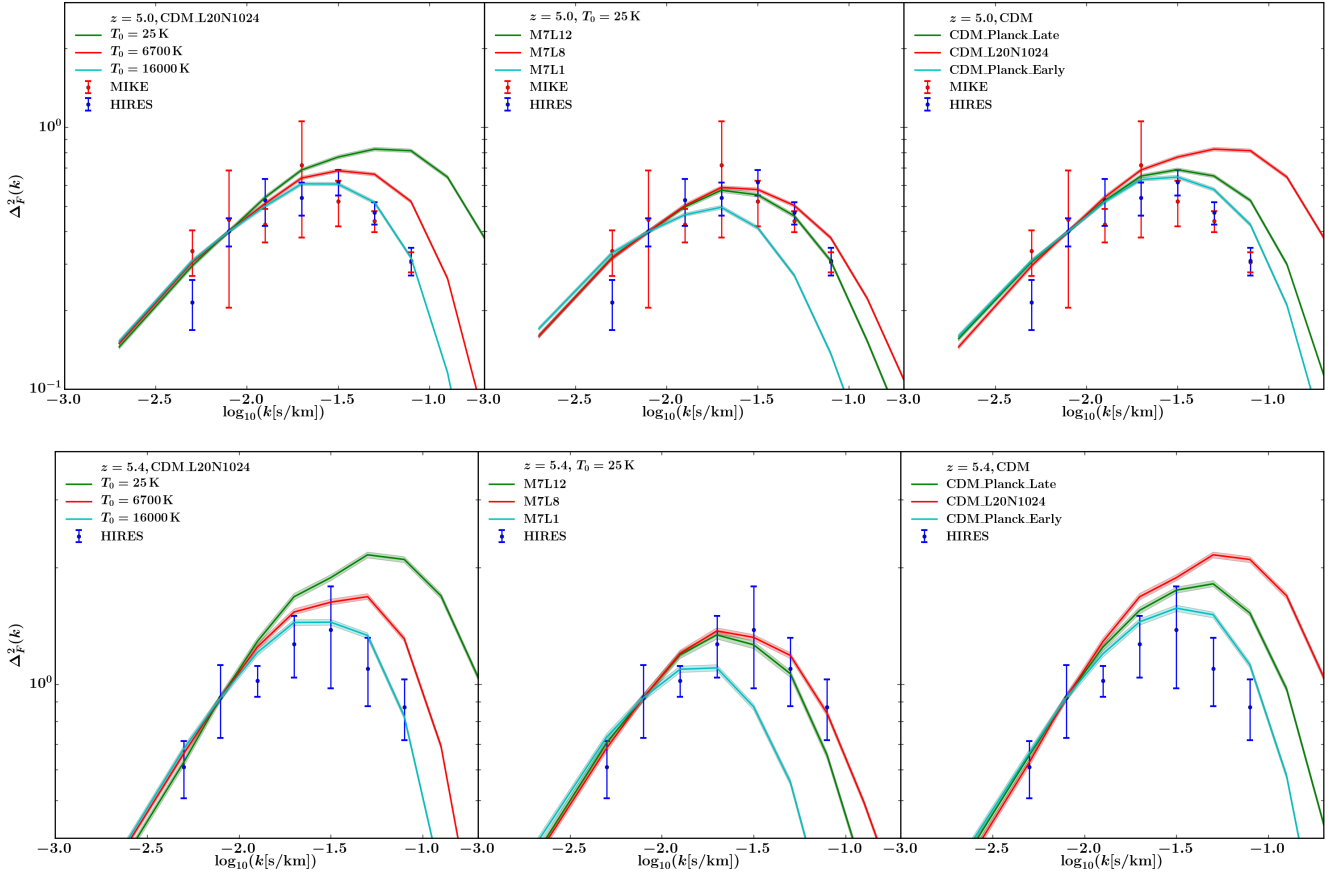 z = 5.0, CDM_L20N1024
T₀ = 25 K
T₀ = 6700 K
T₀ = 16000 K
MIKE
HIRES
z = 5.0, T₀ = 25 K
M7L12
M7L8
M7L1
MIKE
HIRES
z = 5.0, CDM
CDM_Planck_Late
CDM_L20N1024
CDM_Planck_Early
MIKE
HIRES
10⁰
10⁻¹
Δ²_F(k)
−3.0 −2.5 −2.0 −1.5 −1.0 −3.0 −2.5 −2.0 −1.5 −1.0 −3.0 −2.5 −2.0 −1.5 −1.0
log₁₀(k[s/km]) log₁₀(k[s/km]) log₁₀(k[s/km])
z = 5.4, CDM_L20N1024
T₀ = 25 K
T₀ = 6700 K
T₀ = 16000 K
HIRES
z = 5.4, T₀ = 25 K
M7L12
M7L8
M7L1
HIRES
z = 5.4, CDM
CDM_Planck_Late
CDM_L20N1024
CDM_Planck_Early
HIRES
10⁰
Δ²_F(k)
−3.0 −2.5 −2.0 −1.5 −1.0 −3.0 −2.5 −2.0 −1.5 −1.0 −3.0 −2.5 −2.0 −1.5 −1.0
log₁₀(k[s/km]) log₁₀(k[s/km]) log₁₀(k[s/km])